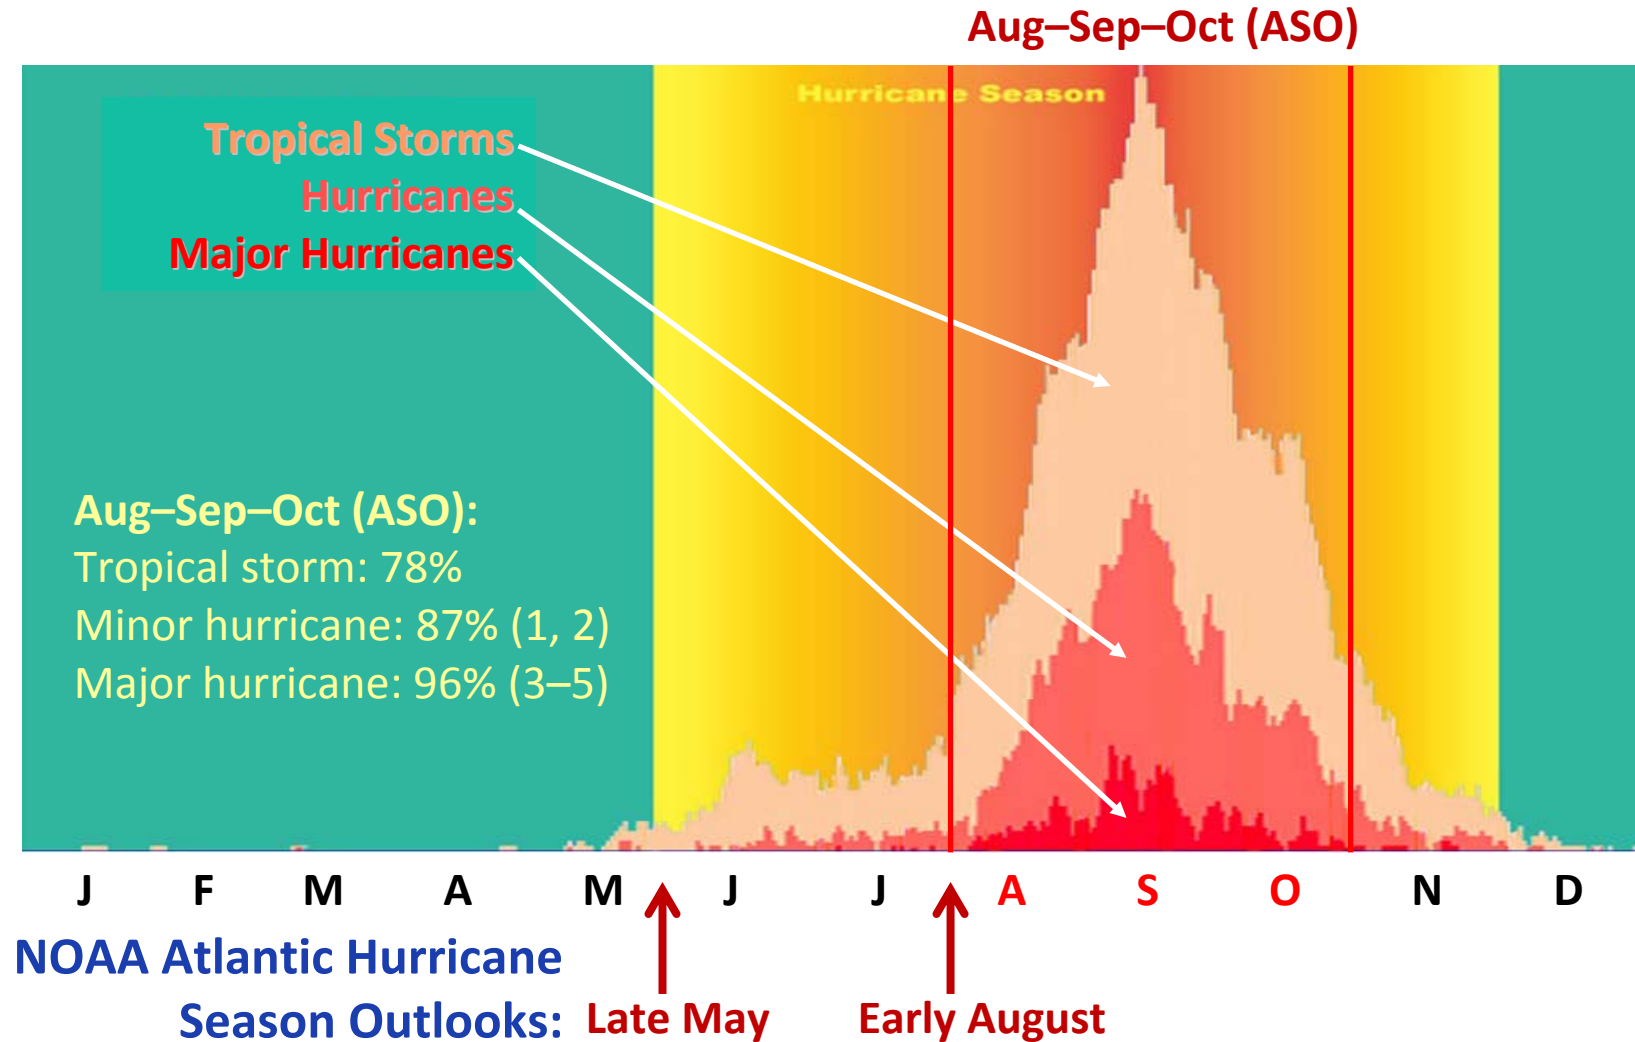 Aug–Sep–Oct (ASO)
Hurricane Season
Tropical Storms
Hurricanes
Major Hurricanes
Aug–Sep–Oct (ASO):
Tropical storm: 78%
Minor hurricane: 87% (1, 2)
Major hurricane: 96% (3–5)
J F M A M J J A S O N D
NOAA Atlantic Hurricane
Season Outlooks: Late May Early August